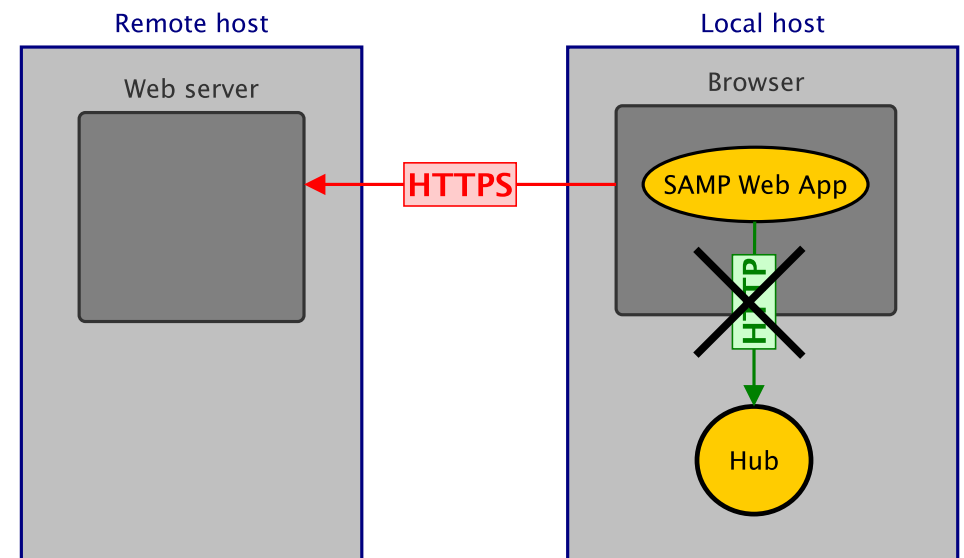 Remote host
Local host
Web server
Browser
HTTPS
SAMP Web App
HTTP
Hub